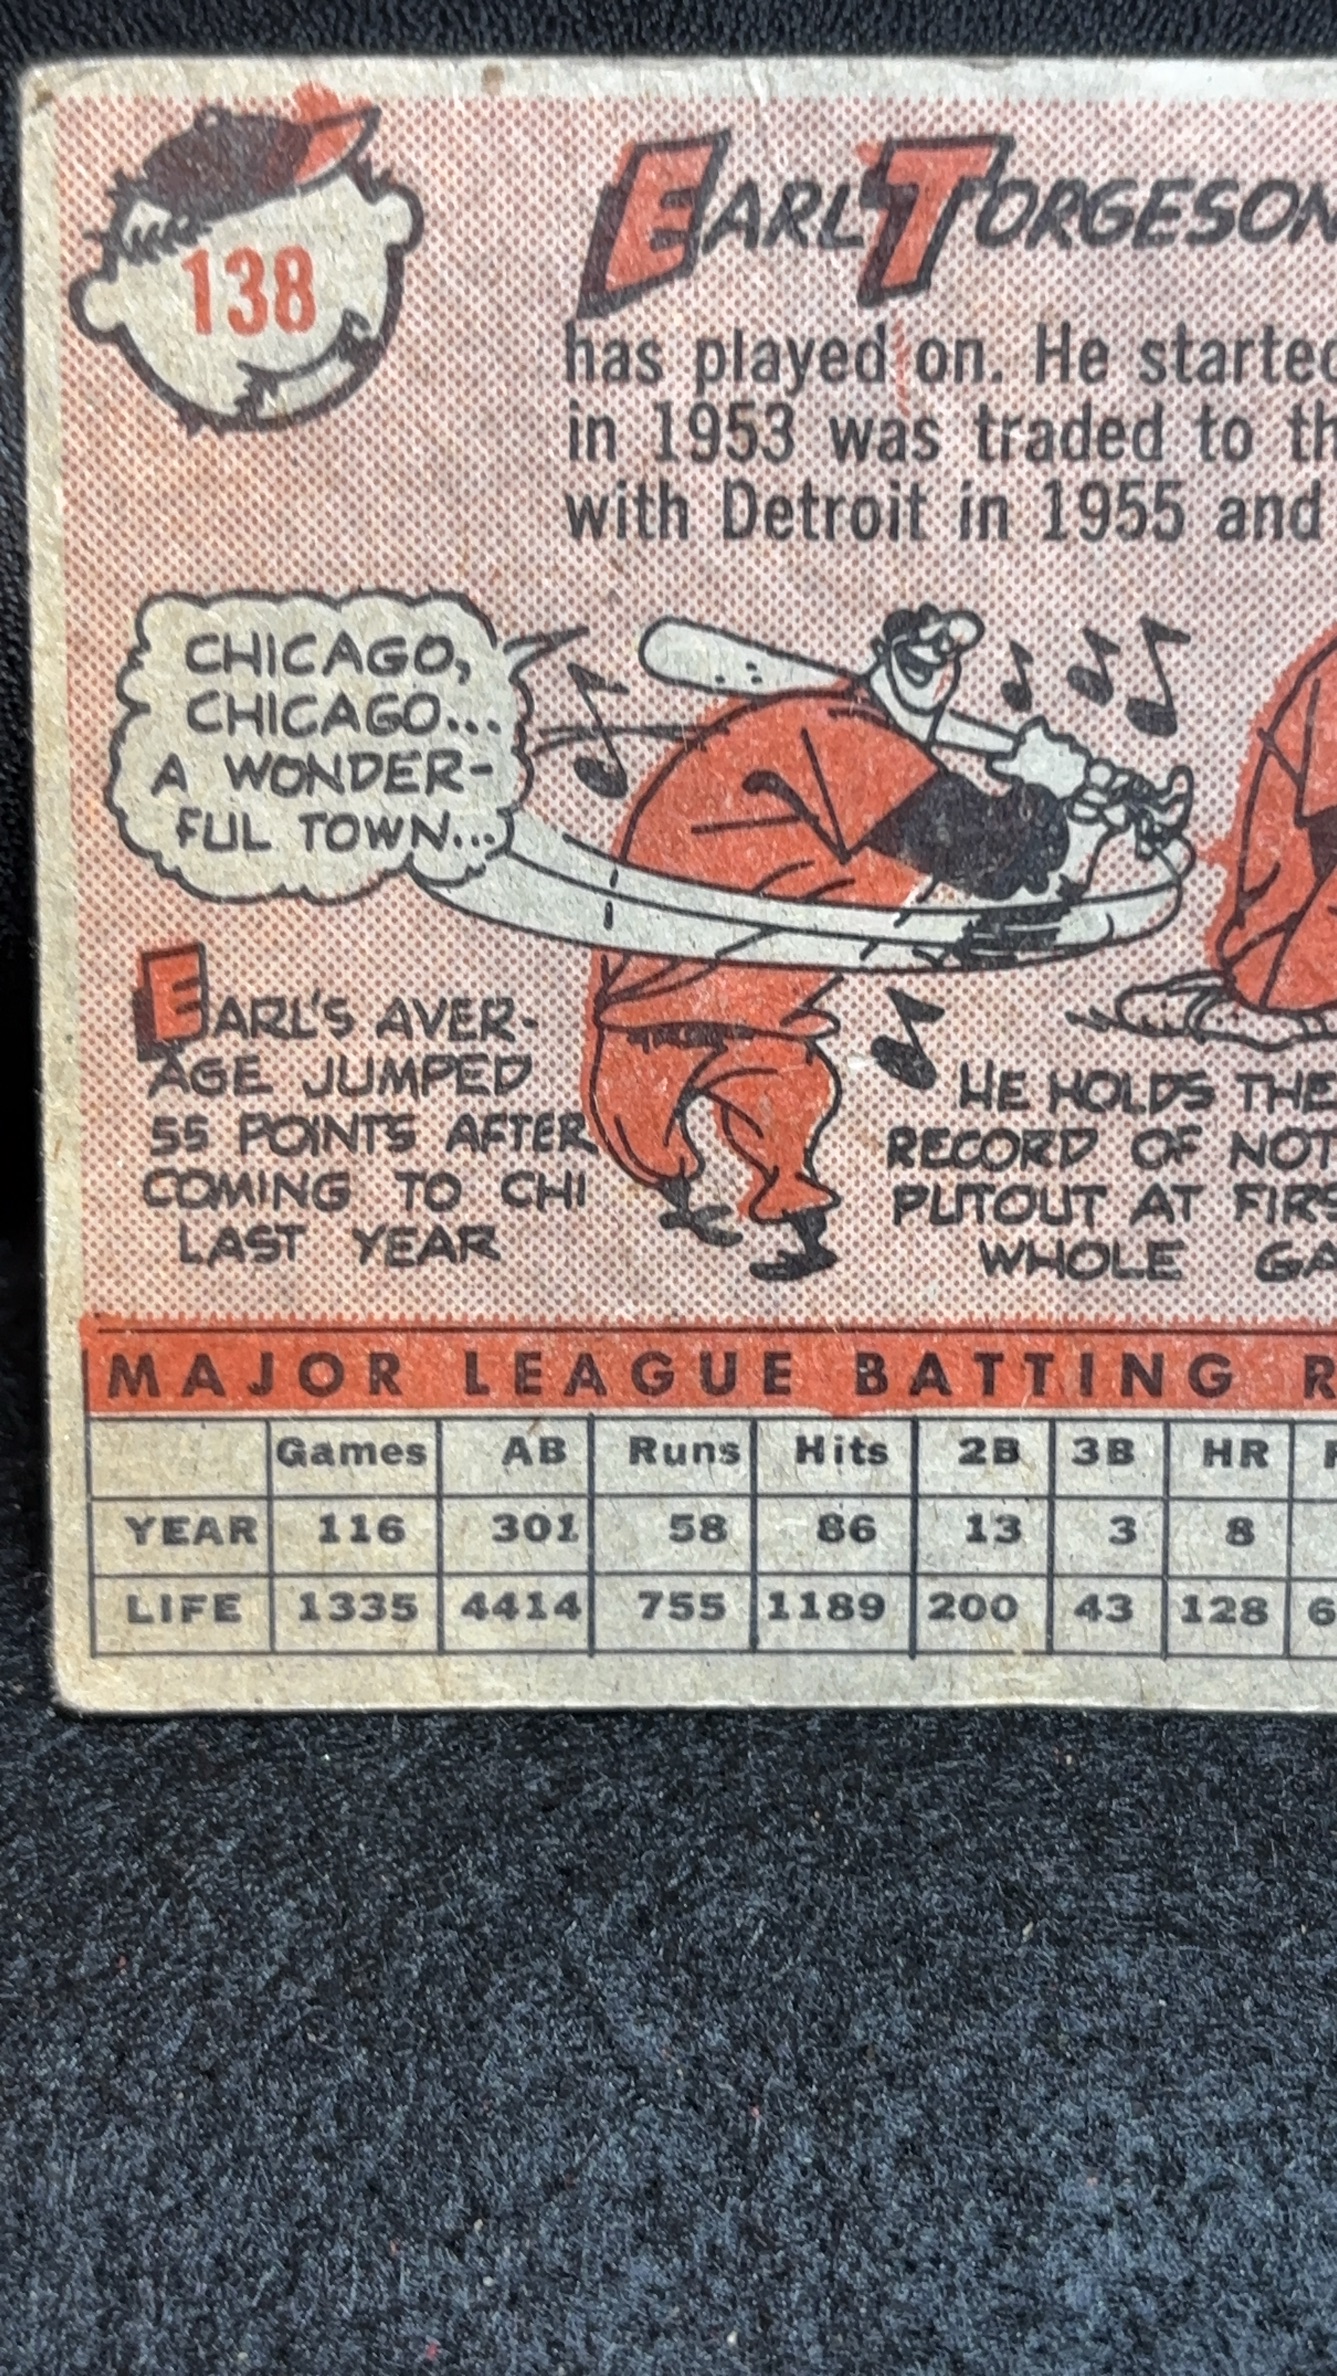 138
EARL TORGESON
has played on. He started
in 1953 was traded to th
with Detroit in 1955 and
CHICAGO,
CHICAGO...
A WONDER-
FUL TOWN...
EARL'S AVER-
AGE JUMPED
55 POINTS AFTER
COMING TO CHI
LAST YEAR
HE HOLDS THE
RECORD OF NOT
PUTOUT AT FIRS
WHOLE GA
MAJOR LEAGUE BATTING R
Games AB Runs Hits 2B 3B HR
YEAR 116 301 58 86 13 3 8
LIFE 1335 4414 755 1189 200 43 128 6